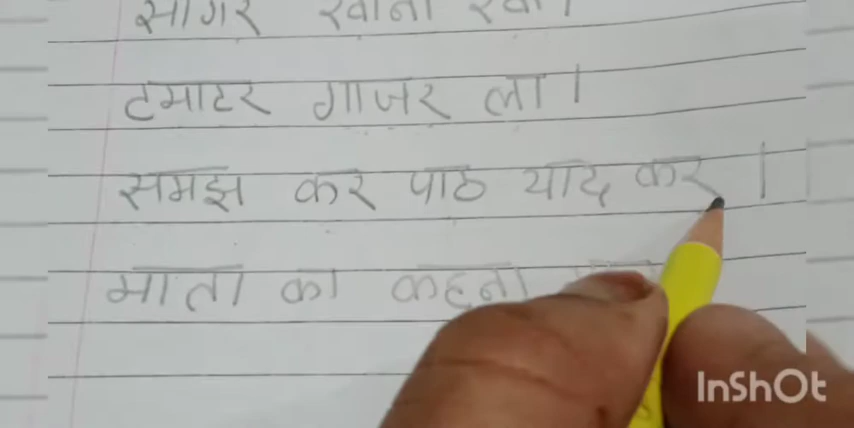 सागर खाना खा।
टमाटर गाजर ला।
समझ कर पाठ याद कर।
माता का कहना
InShOt